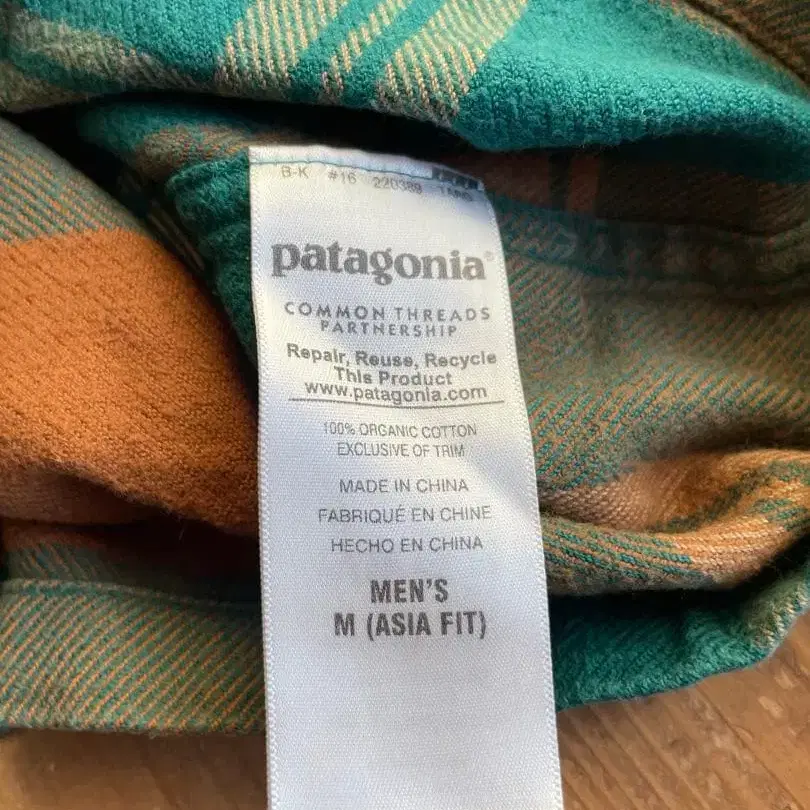 B-K #16 220389
patagonia®
COMMON THREADS
PARTNERSHIP
Repair, Reuse, Recycle
This Product
www.patagonia.com
100% ORGANIC COTTON
EXCLUSIVE OF TRIM
MADE IN CHINA
FABRIQUÉ EN CHINE
HECHO EN CHINA
MEN'S
M (ASIA FIT)